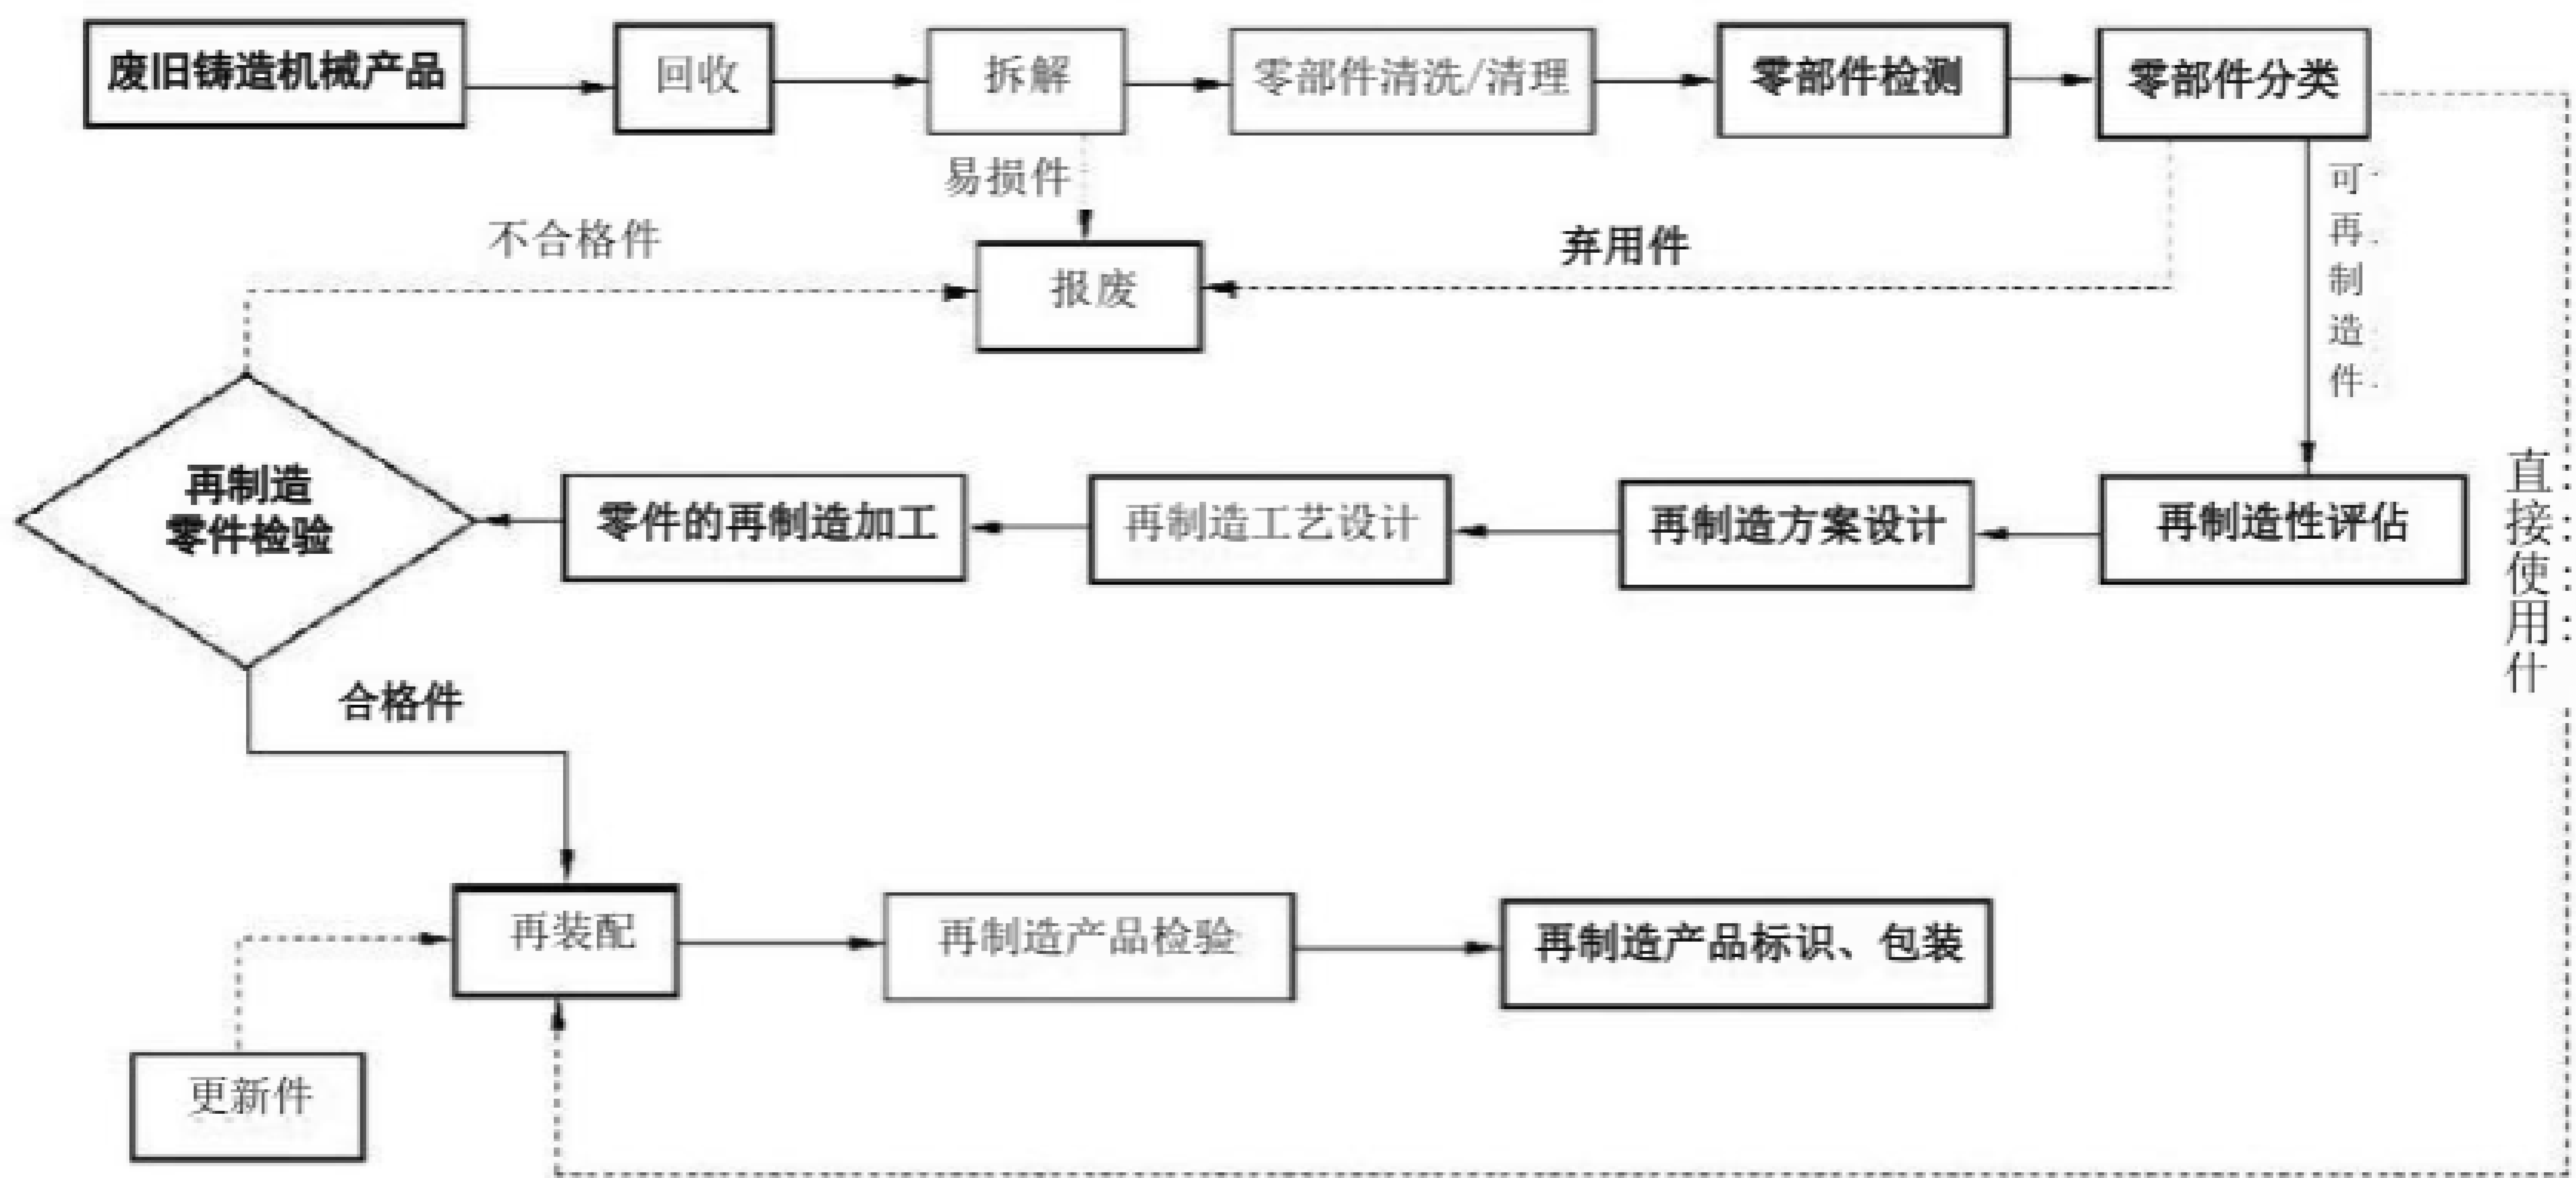 废旧铸造机械产品
回收
拆解
零部件清洗/清理
零部件检测
零部件分类
易损件
不合格件
报废
弃用件
可再制造件
再制造
零件检验
零件的再制造加工
再制造工艺设计
再制造方案设计
再制造性评估
直接使用什
合格件
再装配
再制造产品检验
再制造产品标识、包装
更新件